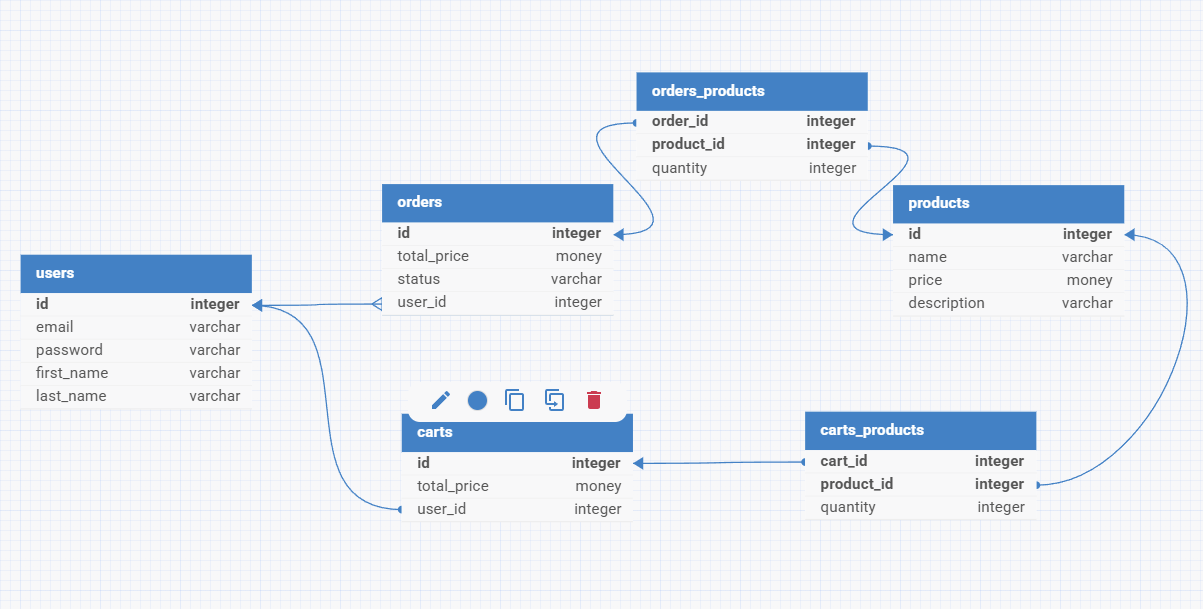 orders_products
order_id integer
product_id integer
quantity integer
orders
id integer
total_price money
status varchar
user_id integer
products
id integer
name varchar
price money
description varchar
users
id integer
email varchar
password varchar
first_name varchar
last_name varchar
carts
id integer
total_price money
user_id integer
carts_products
cart_id integer
product_id integer
quantity integer